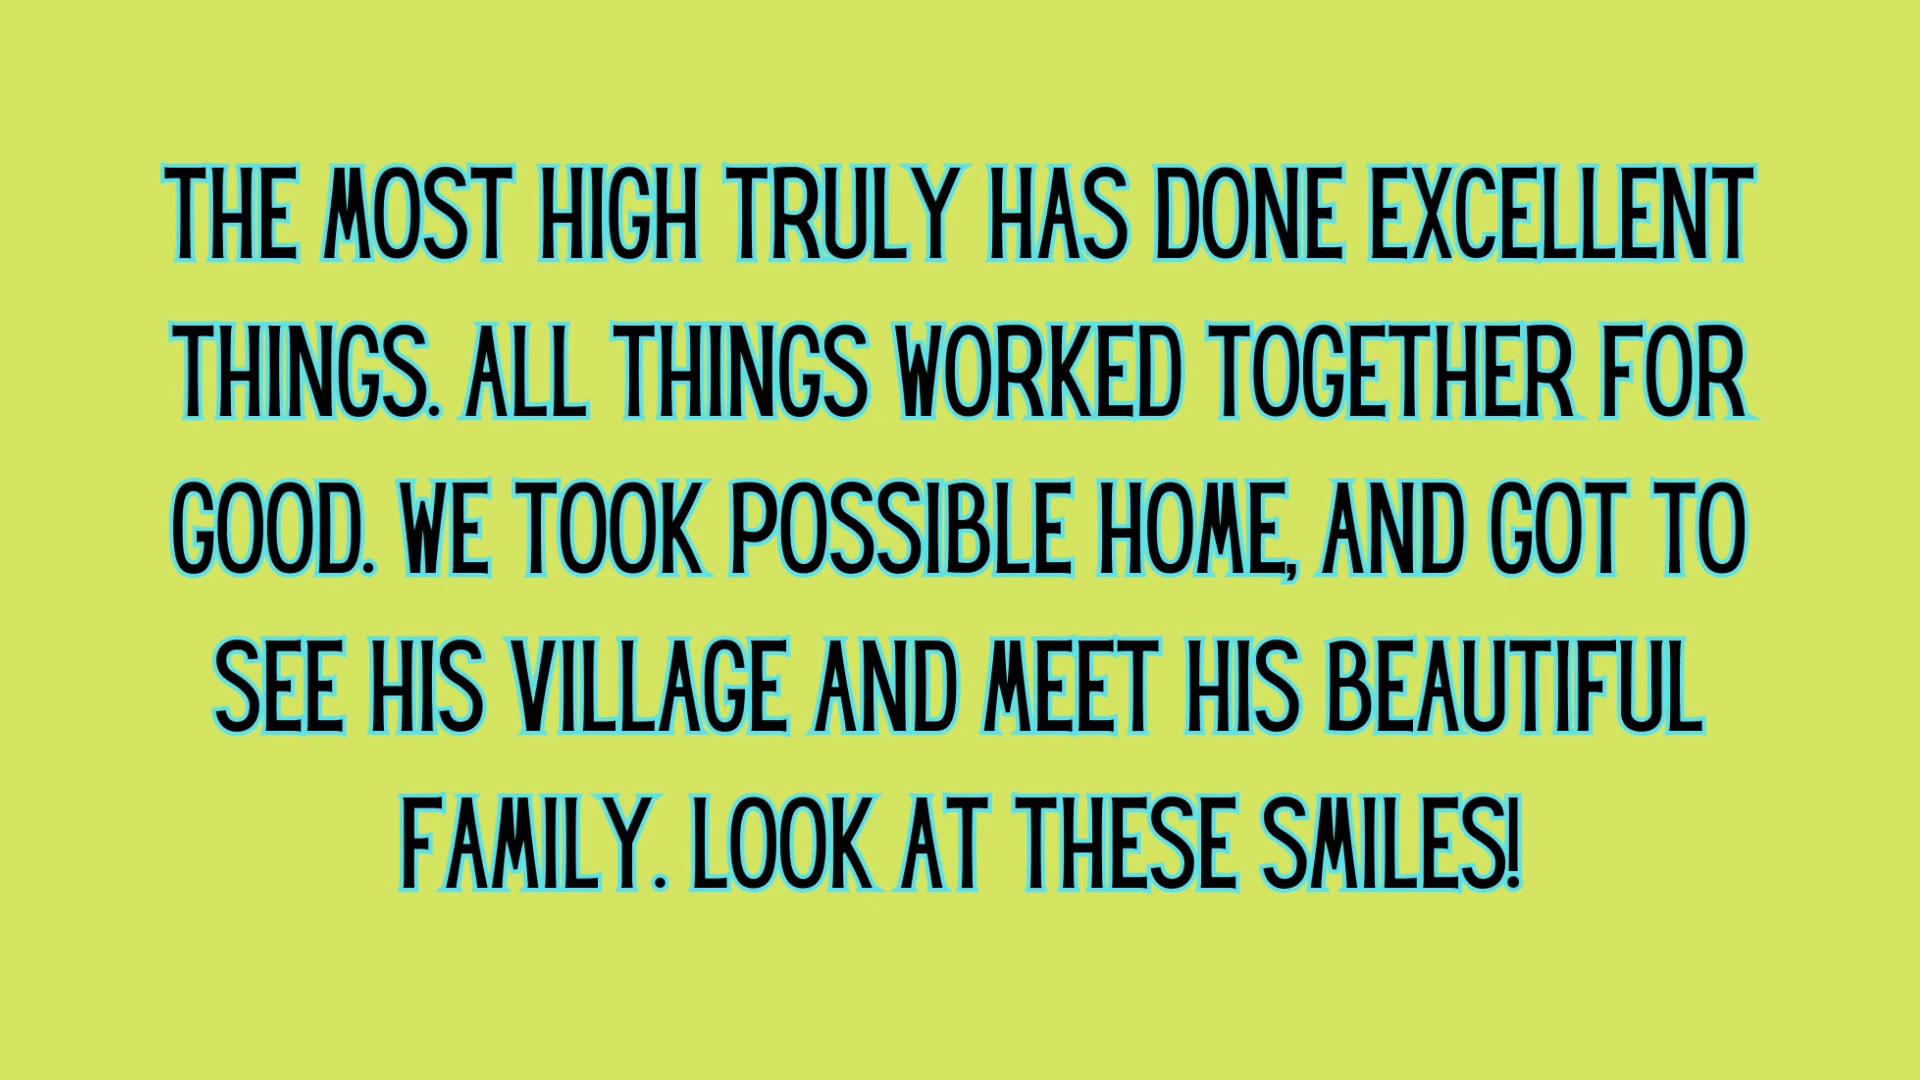 THE MOST HIGH TRULY HAS DONE EXCELLENT
THINGS. ALL THINGS WORKED TOGETHER FOR
GOOD. WE TOOK POSSIBLE HOME, AND GOT TO
SEE HIS VILLAGE AND MEET HIS BEAUTIFUL
FAMILY. LOOK AT THESE SMILES!